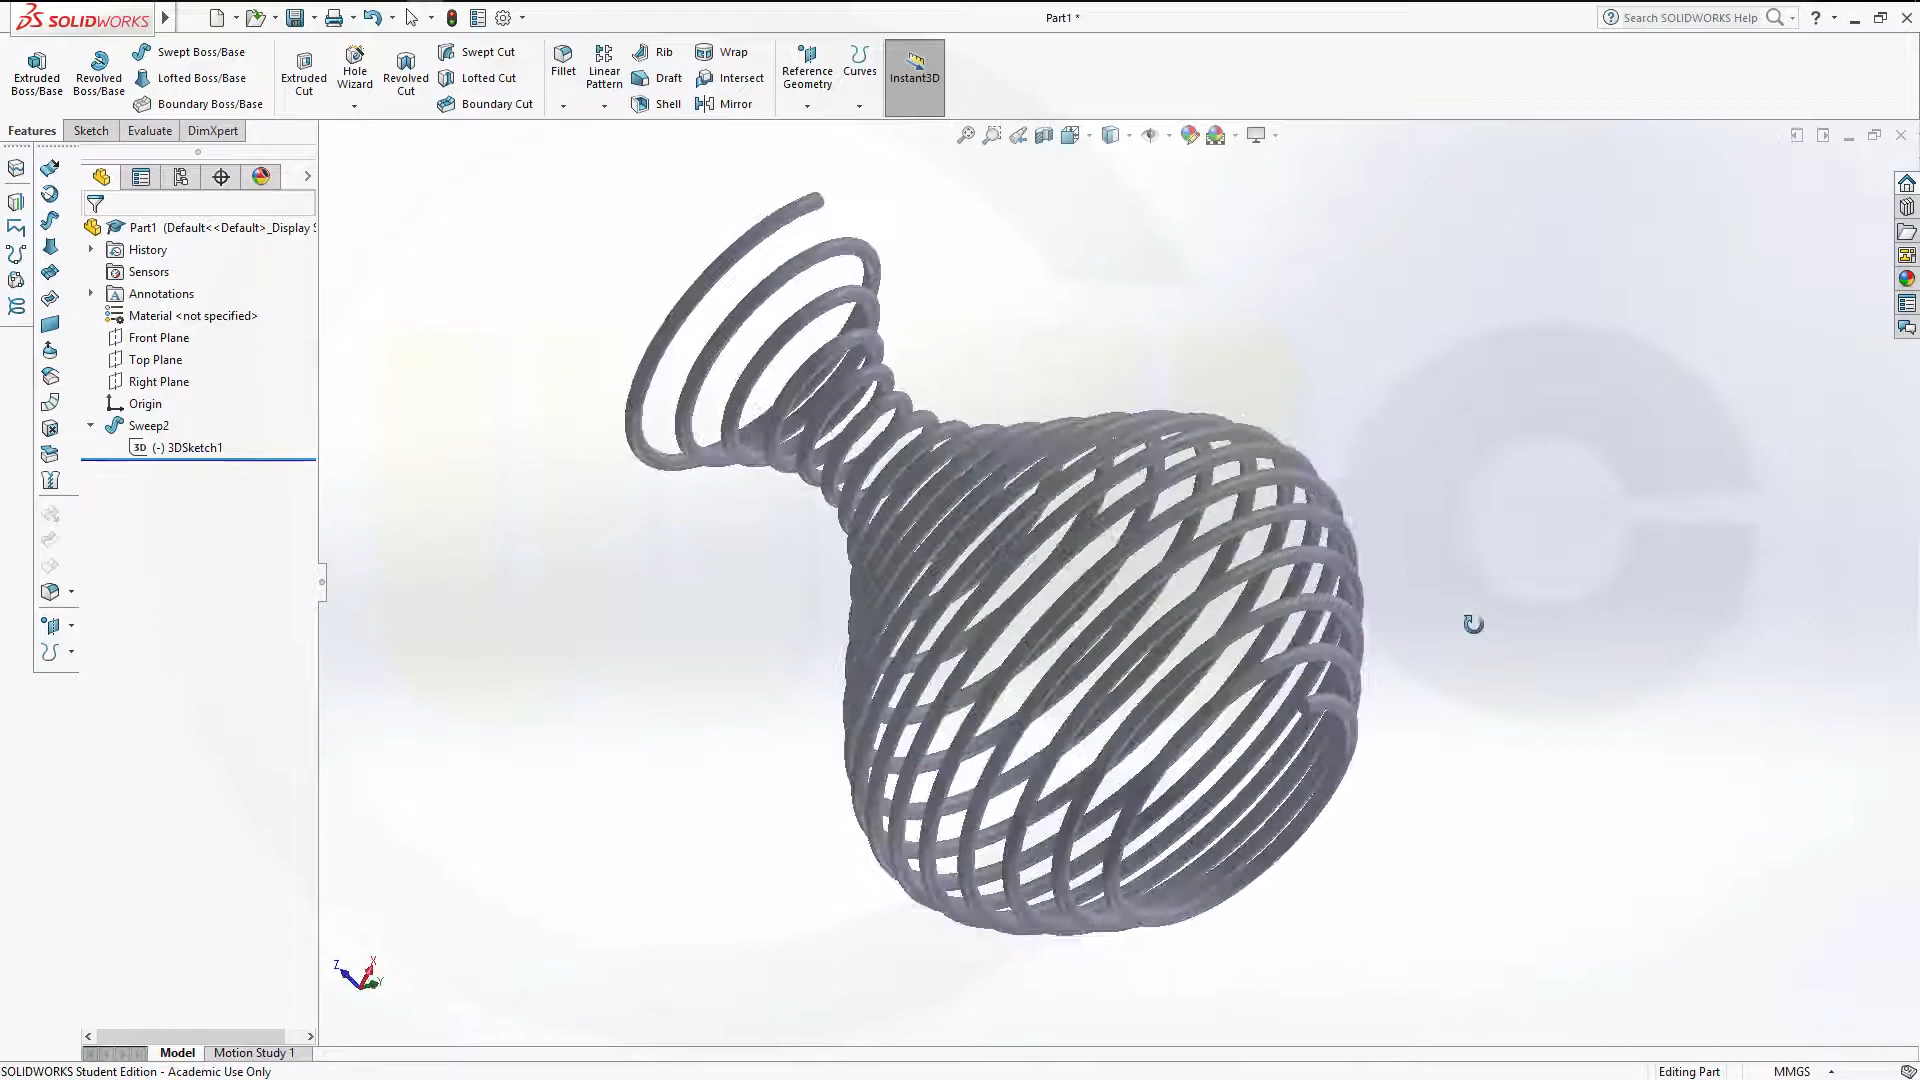 SOLIDWORKS
Part1 *
Search SOLIDWORKS Help
Extruded Boss/Base
Revolved Boss/Base
Swept Boss/Base
Lofted Boss/Base
Boundary Boss/Base
Extruded Cut
Hole Wizard
Revolved Cut
Swept Cut
Lofted Cut
Boundary Cut
Fillet
Linear Pattern
Rib
Draft
Shell
Wrap
Intersect
Mirror
Reference Geometry
Curves
Instant3D
Features Sketch Evaluate DimXpert
Part1 (Default<<Default>_Display
History
Sensors
Annotations
Material <not specified>
Front Plane
Top Plane
Right Plane
Origin
Sweep2
3D (-) 3DSketch1
Z X Y
Model Motion Study 1
SOLIDWORKS Student Edition - Academic Use Only
Editing Part MMGS